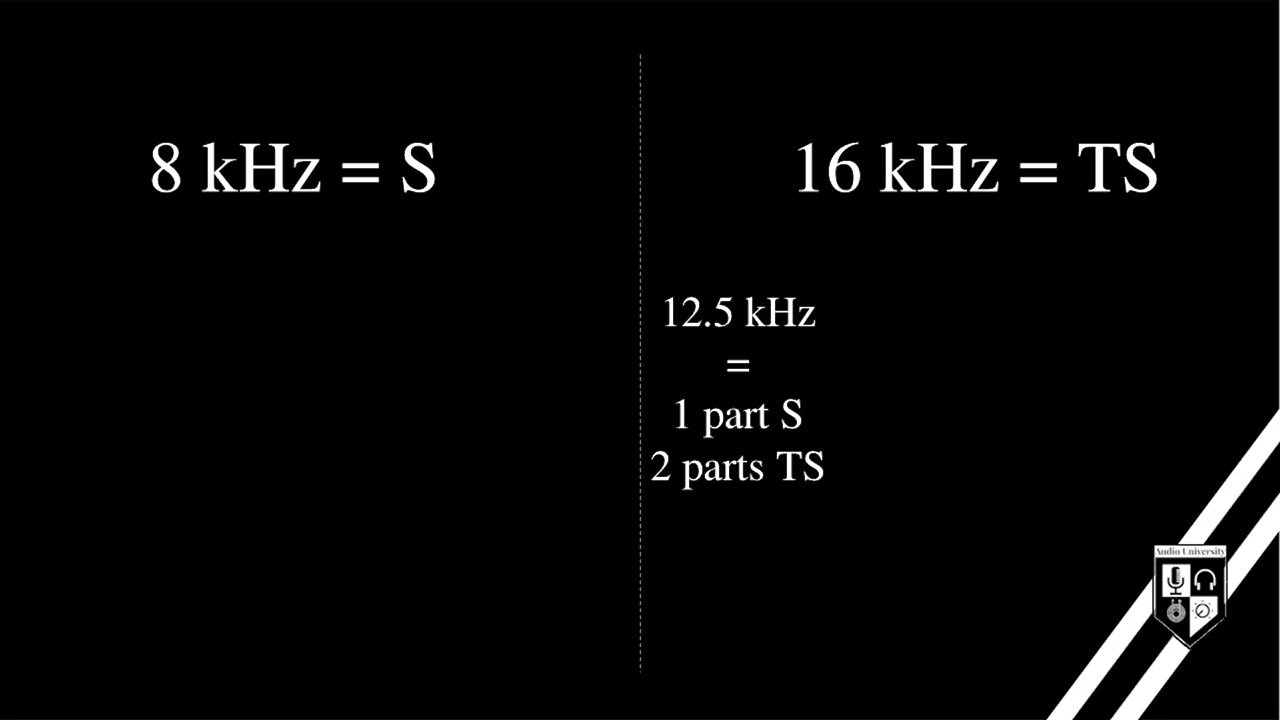 8 kHz = S
16 kHz = TS
12.5 kHz
=
1 part S
2 parts TS
Audio University